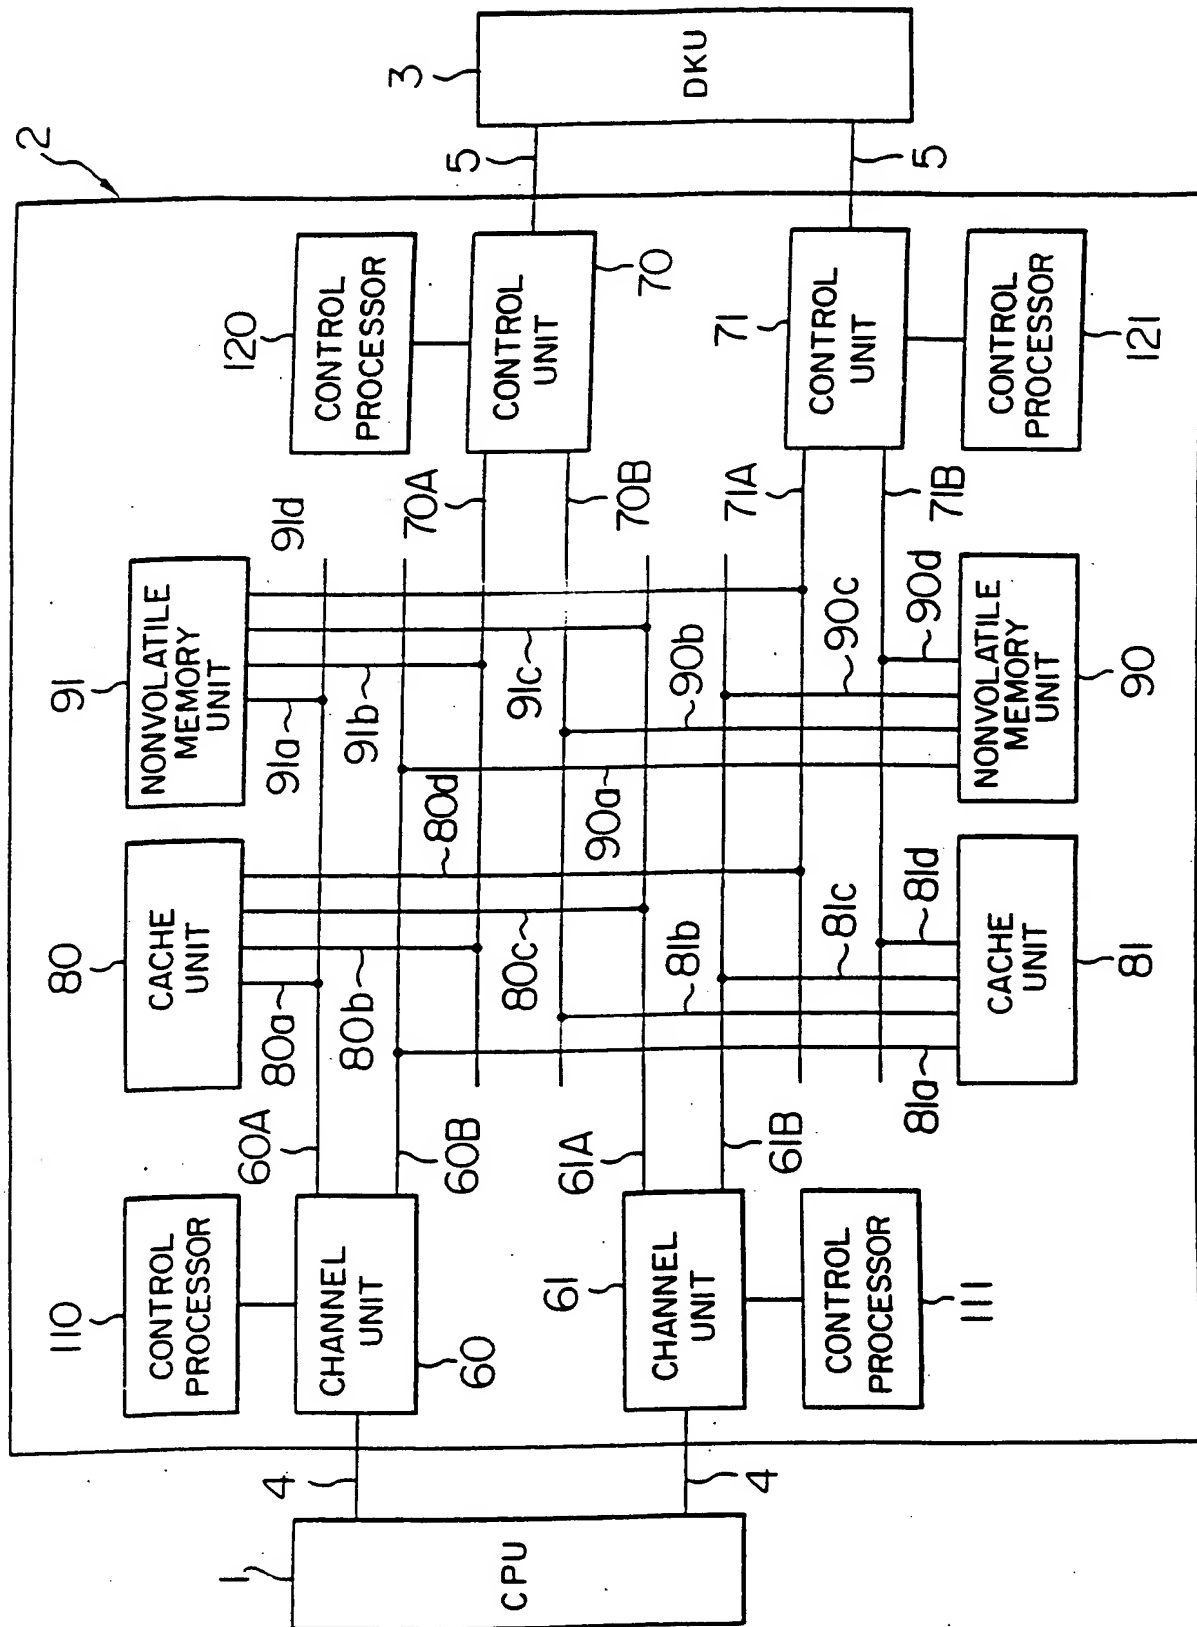 2
3
DKU
5
5
120
CONTROL
PROCESSOR
CONTROL
UNIT
70
71
CONTROL
UNIT
CONTROL
PROCESSOR
121
91
NONVOLATILE
MEMORY
UNIT
91a
91b
91c
91d
70A
70B
71A
71B
90a
90b
90c
90d
NONVOLATILE
MEMORY UNIT
90
80
CACHE
UNIT
80a
80b
80c
80d
81a
81b
81c
81d
CACHE
UNIT
81
60A
60B
61A
61B
110
CONTROL
PROCESSOR
CHANNEL
UNIT
60
61
CHANNEL
UNIT
CONTROL
PROCESSOR
111
4
4
1
CPU